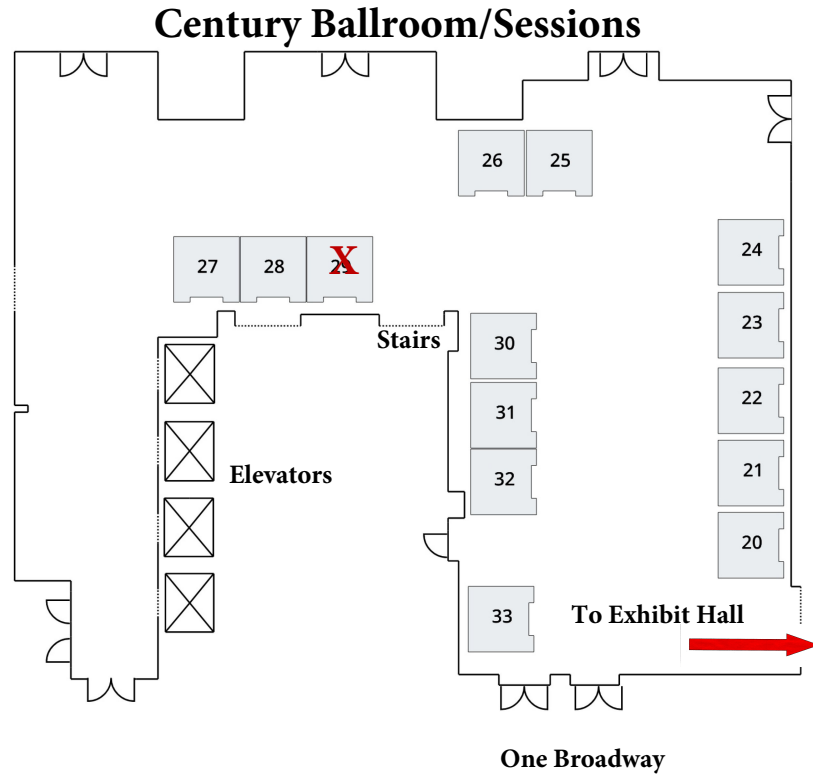 Century Ballroom/Sessions
26 25
24
27 28 29
X
23
30
Stairs
22
31
21
32
Elevators
20
33
To Exhibit Hall
One Broadway